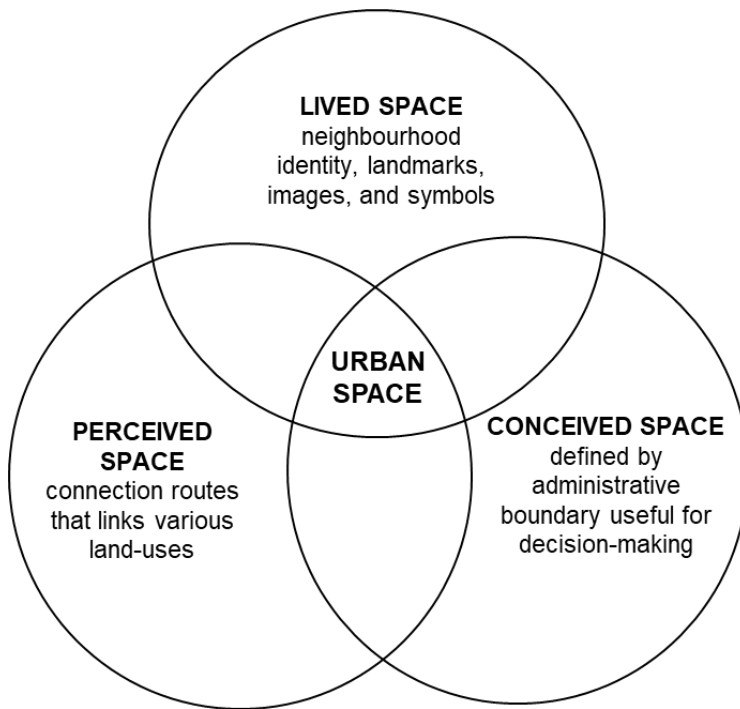 LIVED SPACE
neighbourhood
identity, landmarks,
images, and symbols
URBAN
SPACE
PERCEIVED
SPACE
connection routes
that links various
land-uses
CONCEIVED SPACE
defined by
administrative
boundary useful for
decision-making